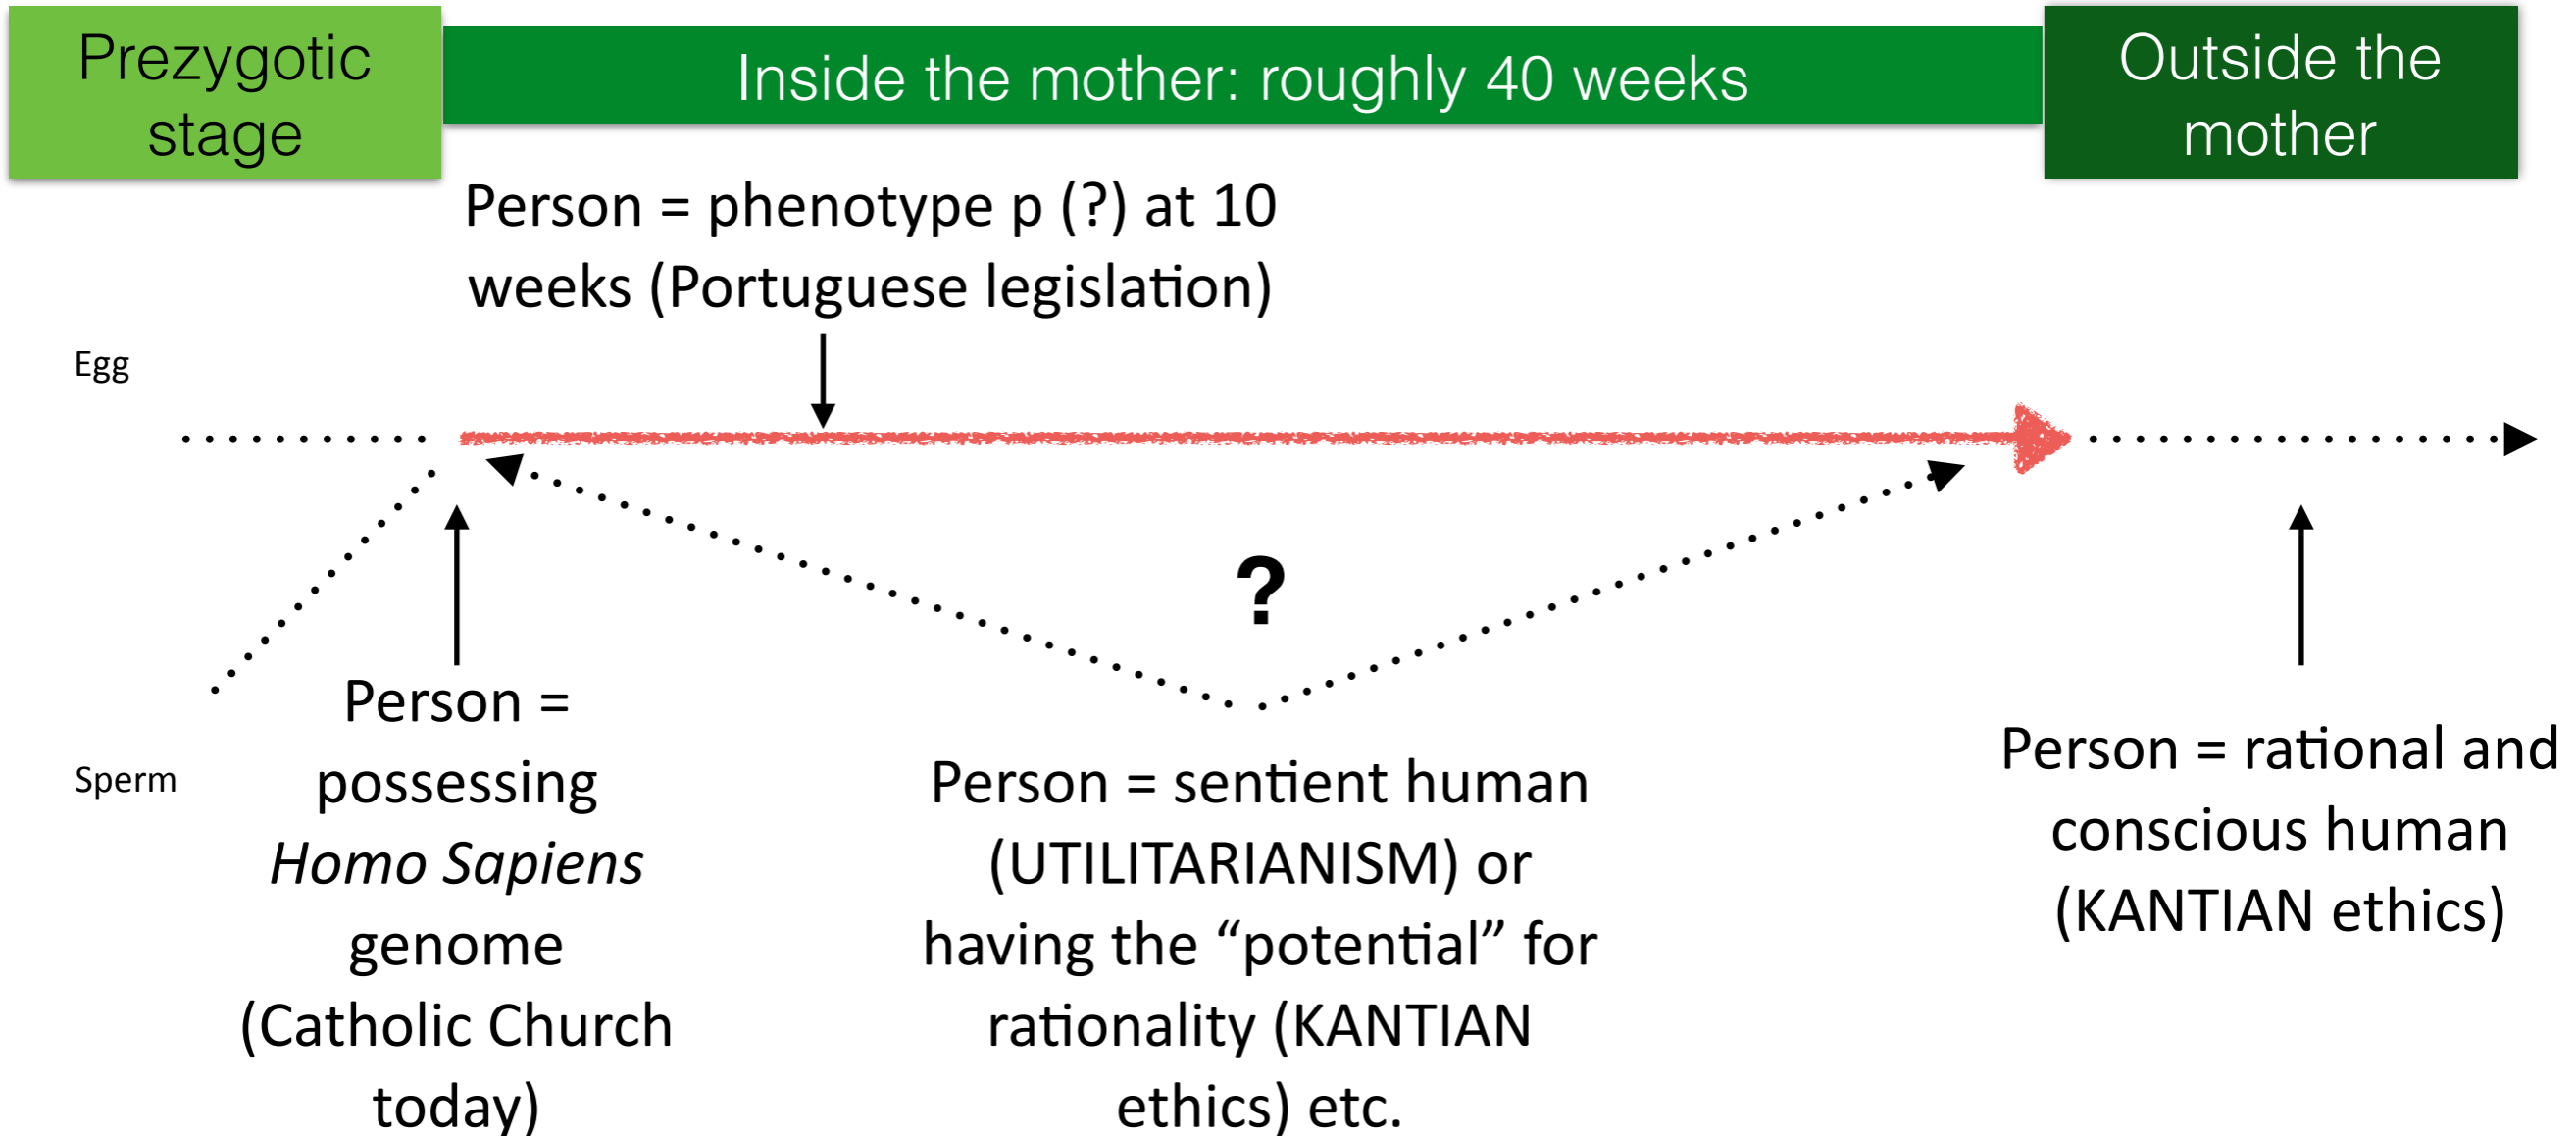 Prezygotic
stage
Inside the mother: roughly 40 weeks
Outside the
mother
Person = phenotype p (?) at 10
weeks (Portuguese legislation)
Egg
?
Sperm
Person =
possessing
Homo Sapiens
genome
(Catholic Church
today)
Person = sentient human
(UTILITARIANISM) or
having the “potential” for
rationality (KANTIAN
ethics) etc.
Person = rational and
conscious human
(KANTIAN ethics)